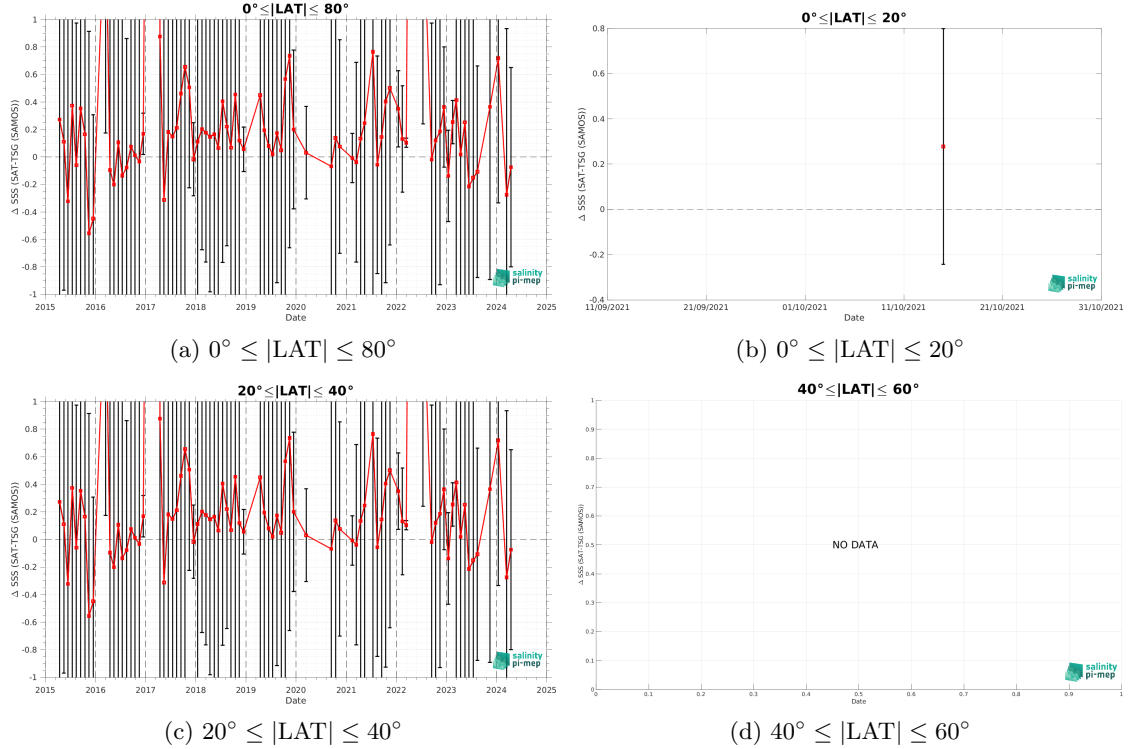 0°≤|LAT|≤ 80°
Δ SSS (SAT-TSG (SAMOS))
1
0.8
0.6
0.4
0.2
0
-0.2
-0.4
-0.6
-0.8
-1
2015 2016 2017 2018 2019 2020 2021 2022 2023 2024 2025
Date
salinity
pi-mep
(a) 0° ≤ |LAT| ≤ 80°
0°≤|LAT|≤ 20°
Δ SSS (SAT-TSG (SAMOS))
0.8
0.6
0.4
0.2
0
-0.2
-0.4
11/09/2021 21/09/2021 01/10/2021 11/10/2021 21/10/2021 31/10/2021
Date
salinity
pi-mep
(b) 0° ≤ |LAT| ≤ 20°
20°≤|LAT|≤ 40°
Δ SSS (SAT-TSG (SAMOS))
1
0.8
0.6
0.4
0.2
0
-0.2
-0.4
-0.6
-0.8
-1
2015 2016 2017 2018 2019 2020 2021 2022 2023 2024 2025
Date
salinity
pi-mep
(c) 20° ≤ |LAT| ≤ 40°
40°≤|LAT|≤ 60°
Δ SSS (SAT-TSG (SAMOS))
1
0.9
0.8
0.7
0.6
0.5
0.4
0.3
0.2
0.1
0
NO DATA
0 0.1 0.2 0.3 0.4 0.5 0.6 0.7 0.8 0.9 1
Date
salinity
pi-mep
(d) 40° ≤ |LAT| ≤ 60°